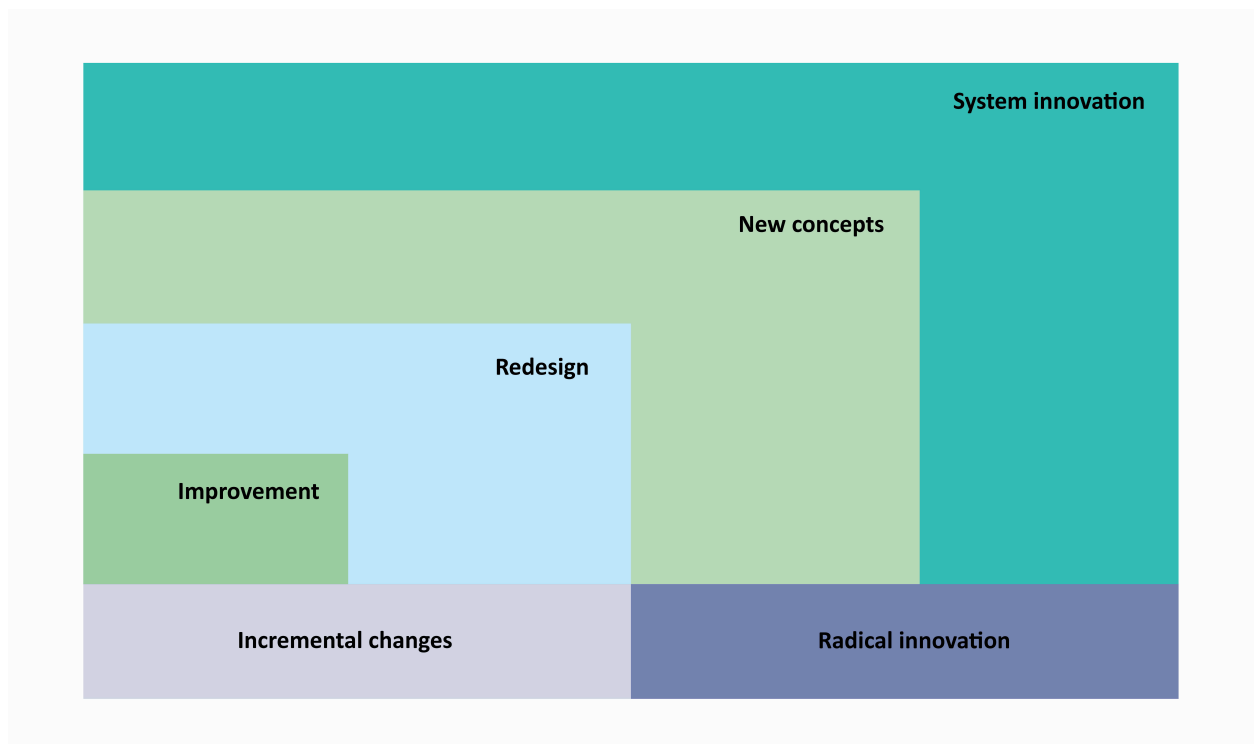 System innovation
New concepts
Redesign
Improvement
Incremental changes
Radical innovation